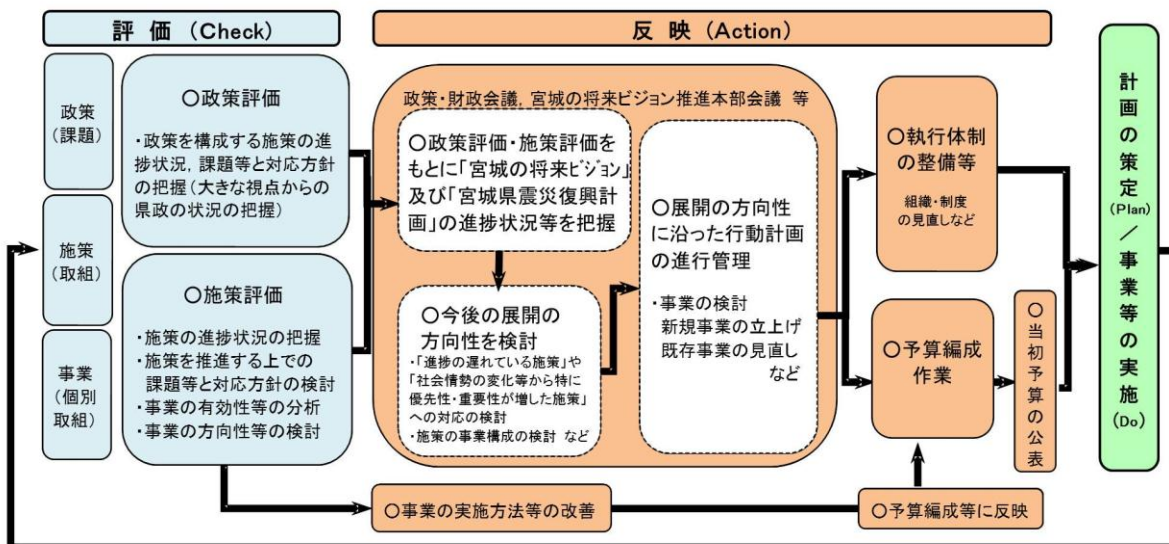 評 価 (Check)
反 映 (Action)
政策
(課題)
施策
(取組)
事業
(個別
取組)
○政策評価
・政策を構成する施策の進
捗状況，課題等と対応方針
の把握(大きな視点からの
県政の状況の把握)
○施策評価
・施策の進捗状況の把握
・施策を推進する上での
課題等と対応方針の検討
・事業の有効性等の分析
・事業の方向性等の検討
政策・財政会議，宮城の将来ビジョン推進本部会議 等
○政策評価・施策評価を
もとに「宮城の将来ﾋﾞｼﾞｮﾝ」
及び「宮城県震災復興計
画」の進捗状況等を把握
○今後の展開の
方向性を検討
・「進捗の遅れている施策」や
「社会情勢の変化等から特に
優先性・重要性が増した施策」
への対応の検討
・施策の事業構成の検討 など
○展開の方向性
に沿った行動計画
の進行管理
・事業の検討
新規事業の立上げ
既存事業の見直し
など
○執行体制
の整備等
組織・制度
の見直しなど
○予算編成
作業
○当初予算の公表
計画の策定(Plan)／事業等の実施(Do)
○事業の実施方法等の改善
○予算編成等に反映